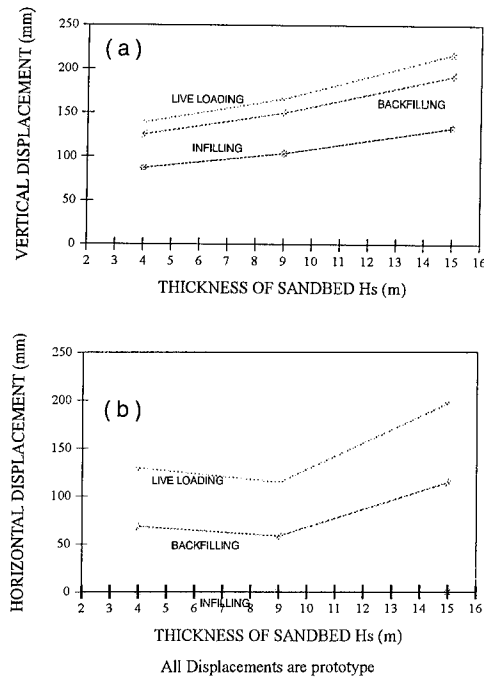 (a)
250
200
150
100
50
0
VERTICAL DISPLACEMENT (mm)
LIVE LOADING
BACKFILLING
INFILLING
2 3 4 5 6 7 8 9 10 11 12 13 14 15 16
THICKNESS OF SANDBED Hs (m)
(b)
250
200
150
100
50
0
HORIZONTAL DISPLACEMENT (mm)
LIVE LOADING
BACKFILLING
INFILLING
2 3 4 5 6 7 8 9 10 11 12 13 14 15 16
THICKNESS OF SANDBED Hs (m)
All Displacements are prototype